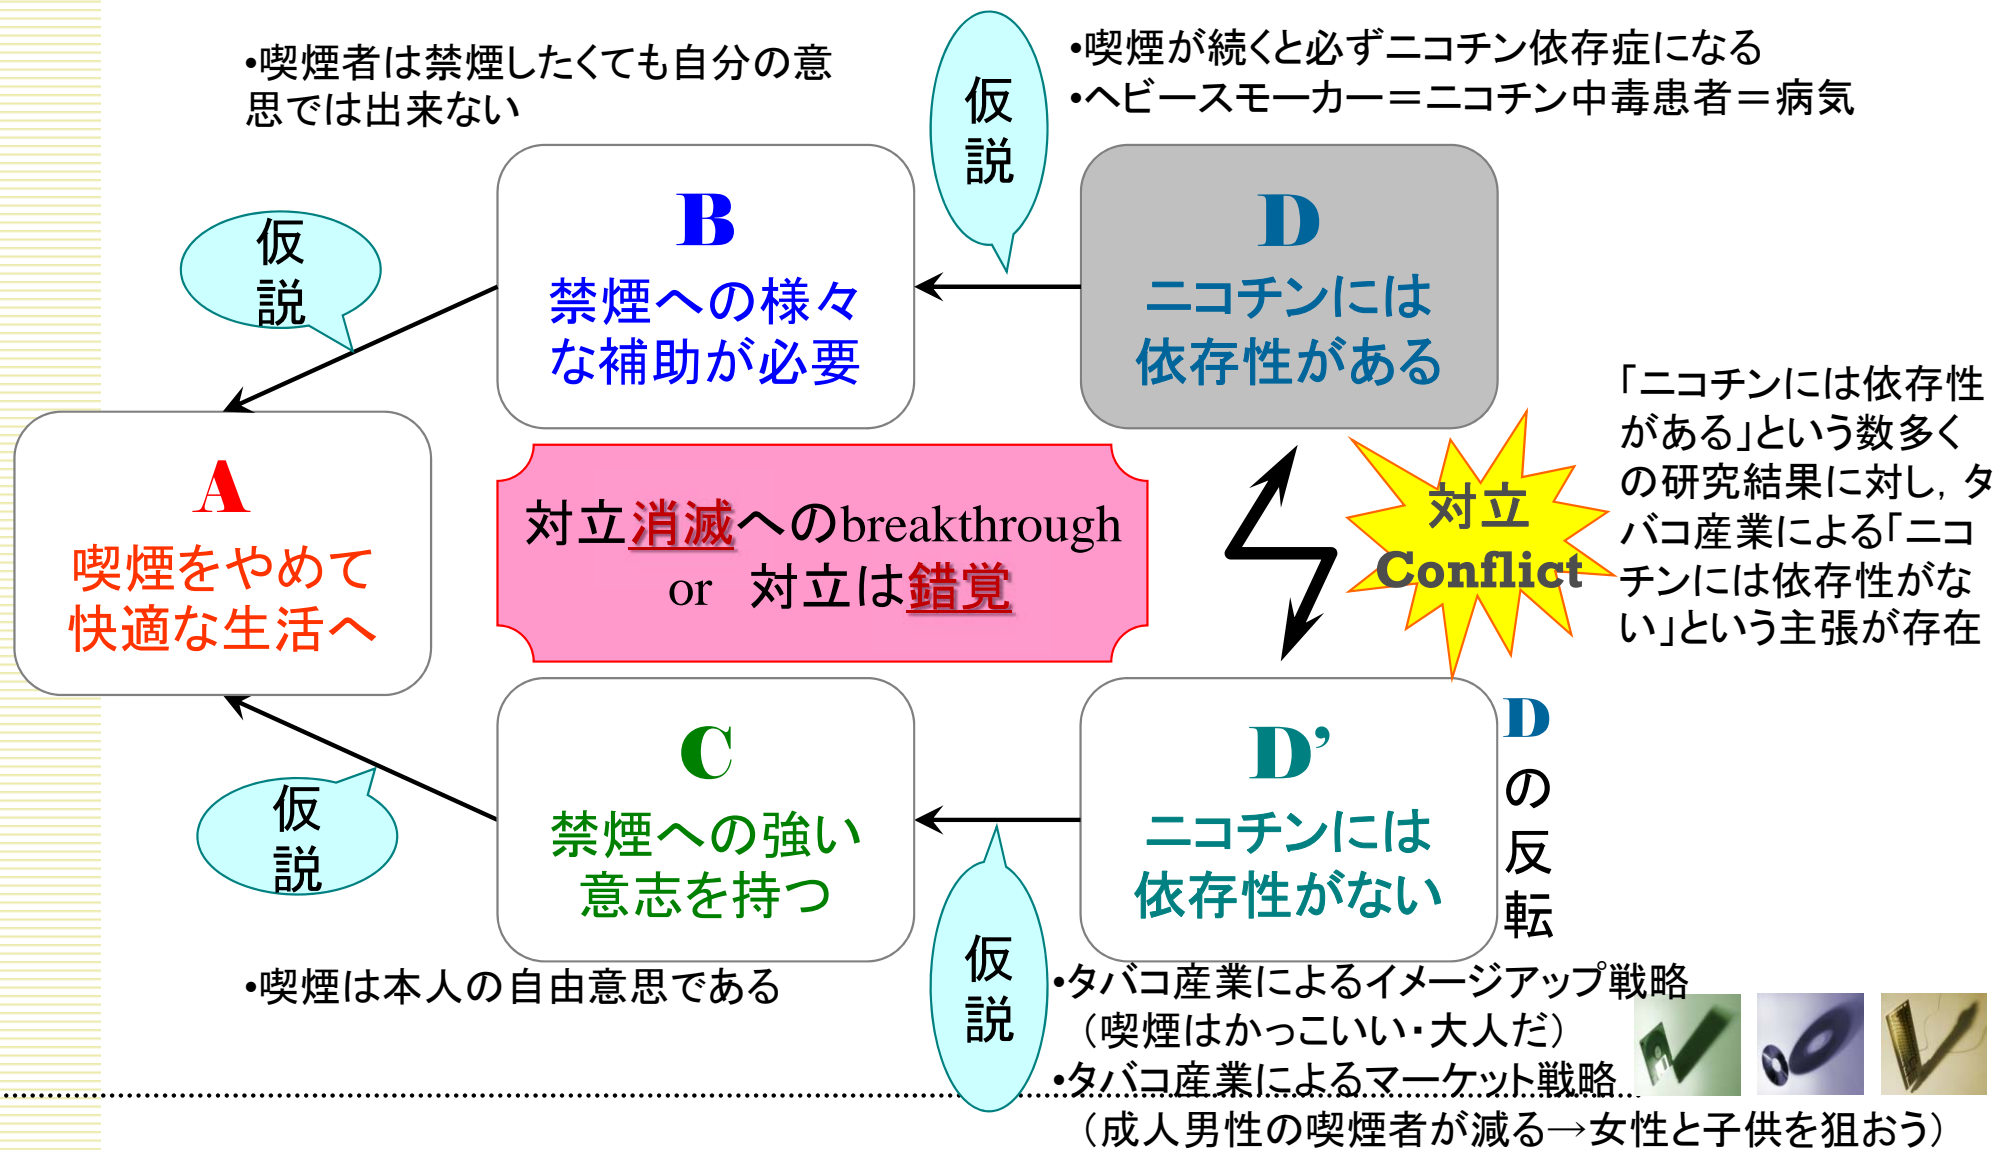 •喫煙者は禁煙したくても自分の意
思では出来ない
仮
説
•喫煙が続くと必ずニコチン依存症になる
•ヘビースモーカー＝ニコチン中毒患者＝病気
仮
説
B
禁煙への様々
な補助が必要
D
ニコチンには
依存性がある
A
喫煙をやめて
快適な生活へ
対立消滅へのbreakthrough
or 対立は錯覚
対立
Conflict
「ニコチンには依存性
がある」という数多く
の研究結果に対し，タ
バコ産業による「ニコ
チンには依存性がな
い」という主張が存在
仮
説
C
禁煙への強い
意志を持つ
D’
ニコチンには
依存性がない
D
の
反
転
•喫煙は本人の自由意思である
仮
説
•タバコ産業によるイメージアップ戦略
（喫煙はかっこいい・大人だ）
•タバコ産業によるマーケット戦略
（成人男性の喫煙者が減る→女性と子供を狙おう）